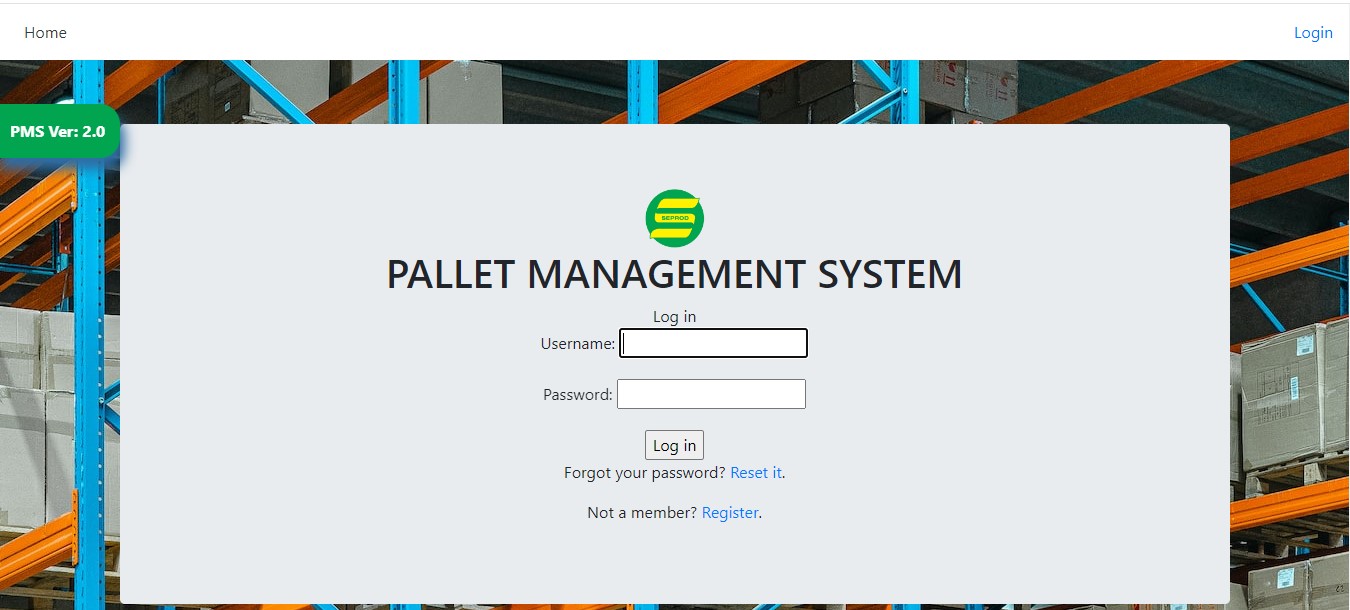 Home
Login
PMS Ver: 2.0
SEPROD
PALLET MANAGEMENT SYSTEM
Log in
Username:
Password:
Log in
Forgot your password? Reset it.
Not a member? Register.